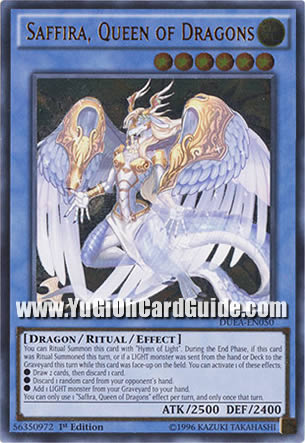 Saffira, Queen of Dragons
www.YuGiOhCardGuide.com
DUEA-EN050
[Dragon / Ritual / Effect]
You can Ritual Summon this card with "Hymn of Light". During the End Phase, if this
card was Ritual Summoned this turn, or if a LIGHT monster was sent from the hand or Deck to the
Graveyard this turn while this card was face-up on the field: You can activate 1 of these effects.
● Draw 2 cards, then discard 1 card.
● Discard 1 random card from your opponent's hand.
● Add 1 LIGHT monster from your Graveyard to your hand.
You can only use 1 "Saffira, Queen of Dragons" effect per turn, and only once that turn.
ATK/2500 DEF/2400
56350972 1st Edition ©1996 KAZUKI TAKAHASHI